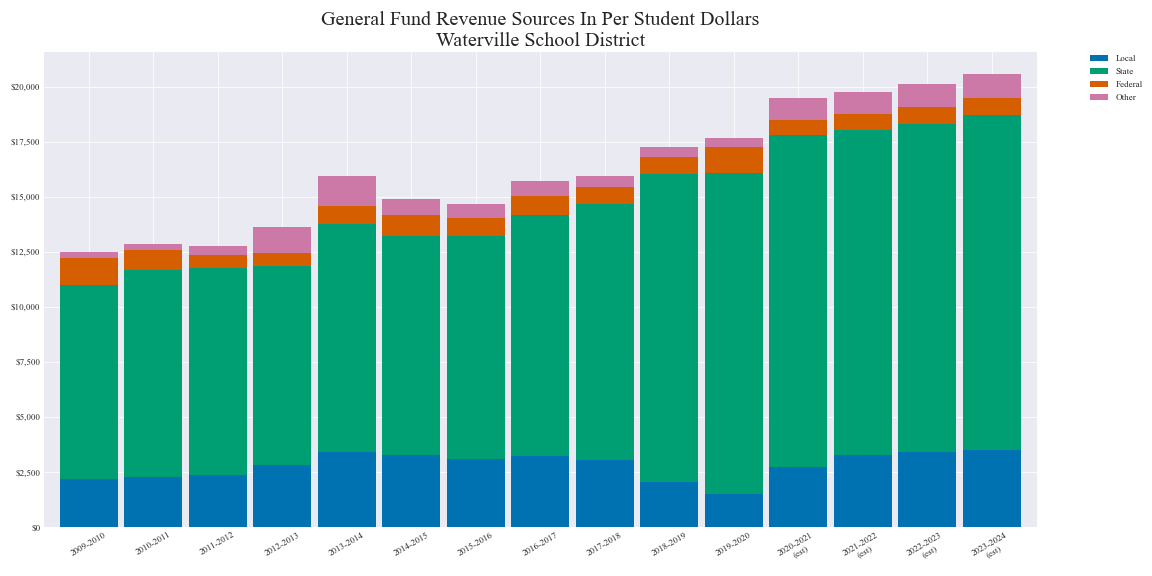 General Fund Revenue Sources In Per Student Dollars
Waterville School District
Local
State
Federal
Other
$20,000
$17,500
$15,000
$12,500
$10,000
$7,500
$5,000
$2,500
$0
2009-2010
2010-2011
2011-2012
2012-2013
2013-2014
2014-2015
2015-2016
2016-2017
2017-2018
2018-2019
2019-2020
2020-2021
(est)
2021-2022
(est)
2022-2023
(est)
2023-2024
(est)